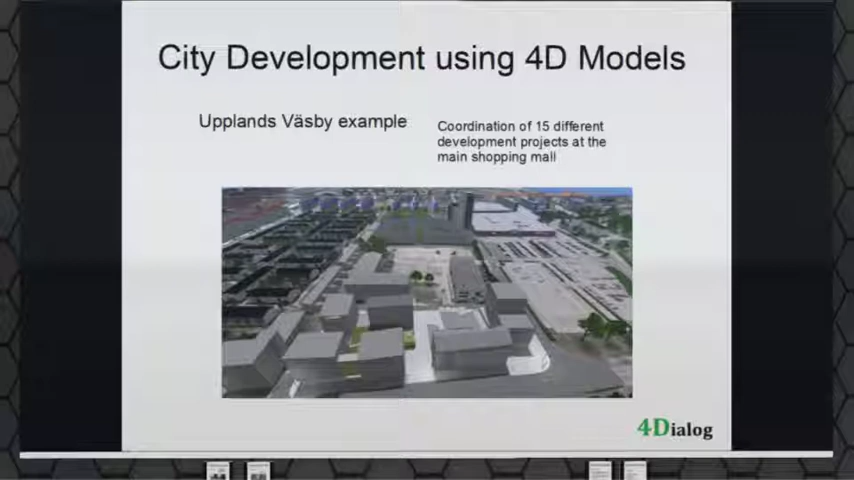 City Development using 4D Models
Upplands Väsby example
Coordination of 15 different
development projects at the
main shopping mall
4Dialog